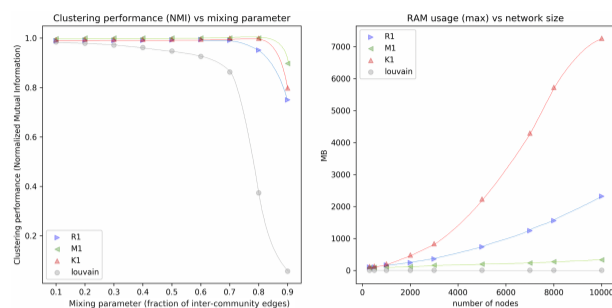 Clustering performance (NMI) vs mixing parameter
Clustering performance (Normalized Mutual Information)
1.0
0.8
0.6
0.4
0.2
R1
M1
K1
louvain
0.1 0.2 0.3 0.4 0.5 0.6 0.7 0.8 0.9
Mixing parameter (fraction of inter-community edges)
RAM usage (max) vs network size
R1
M1
K1
louvain
MB
7000
6000
5000
4000
3000
2000
1000
0
0 2000 4000 6000 8000 10000
number of nodes